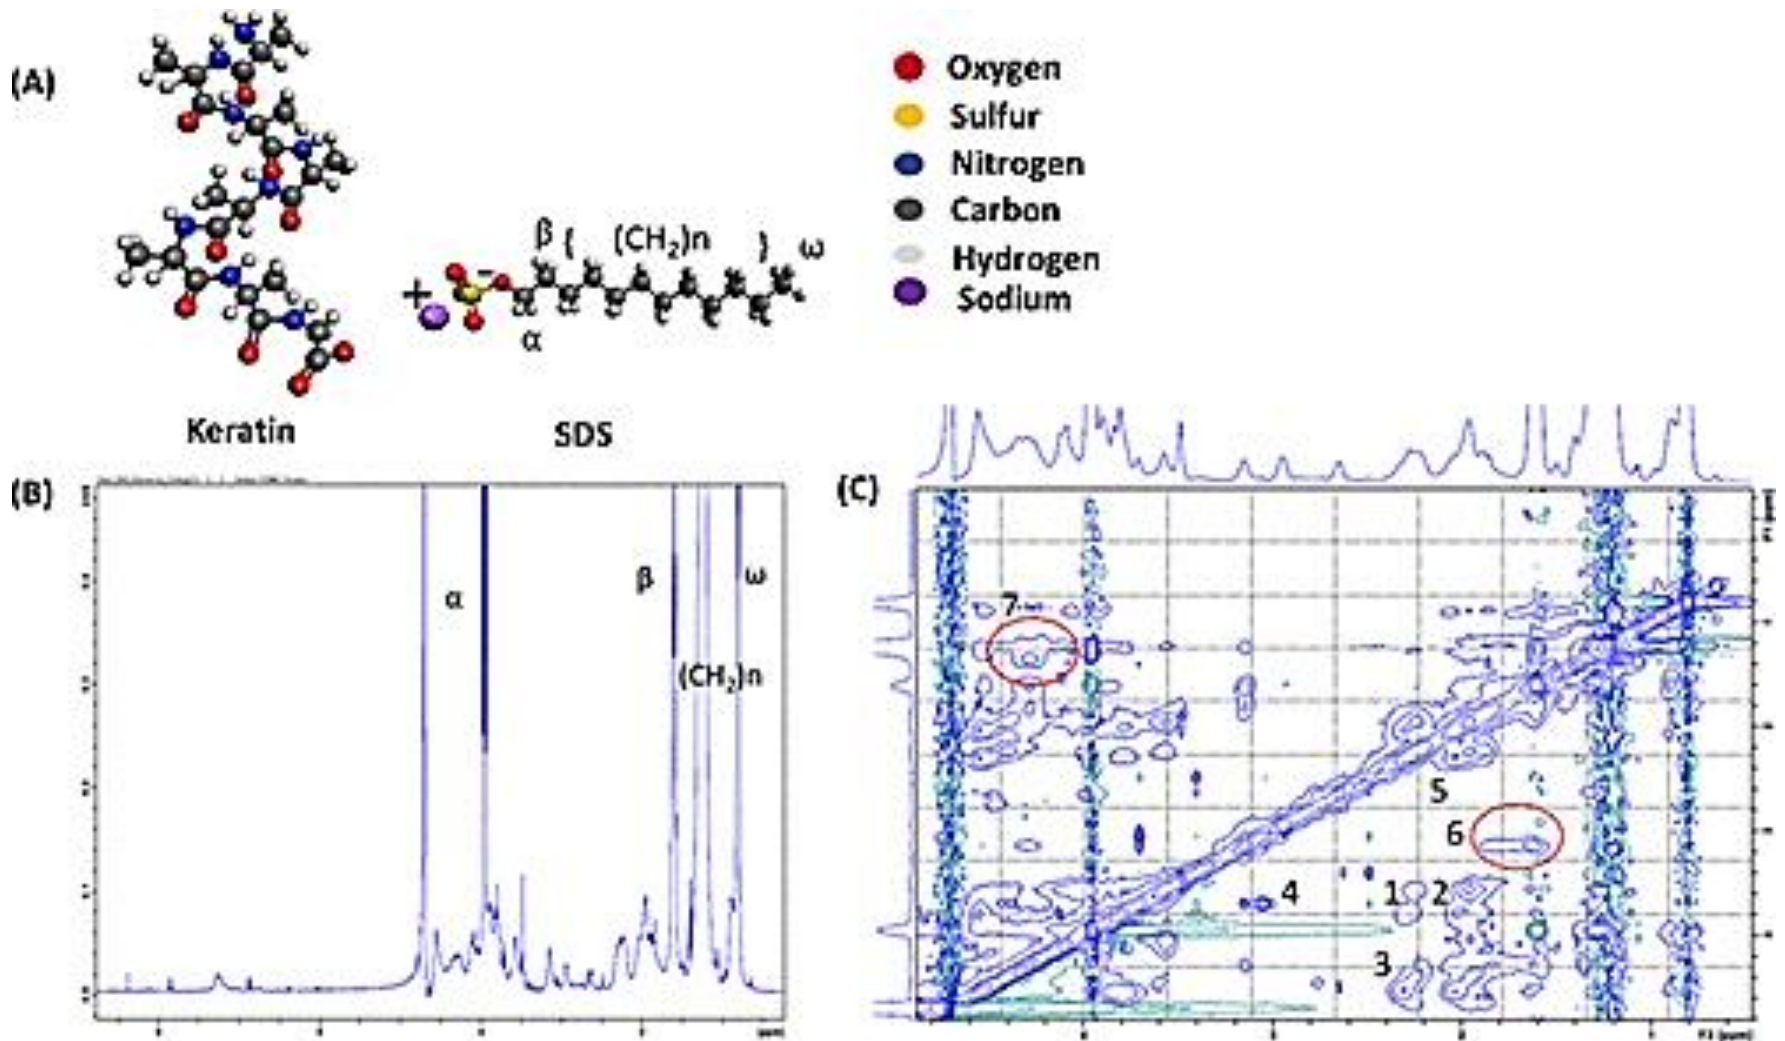 (A)
Oxygen
Sulfur
Nitrogen
Carbon
Hydrogen
Sodium
β { (CH₂)n } ω
+
-
α
Keratin
SDS
(B)
α
β
ω
(CH₂)n
(C)
7
5
6
4
1
2
3